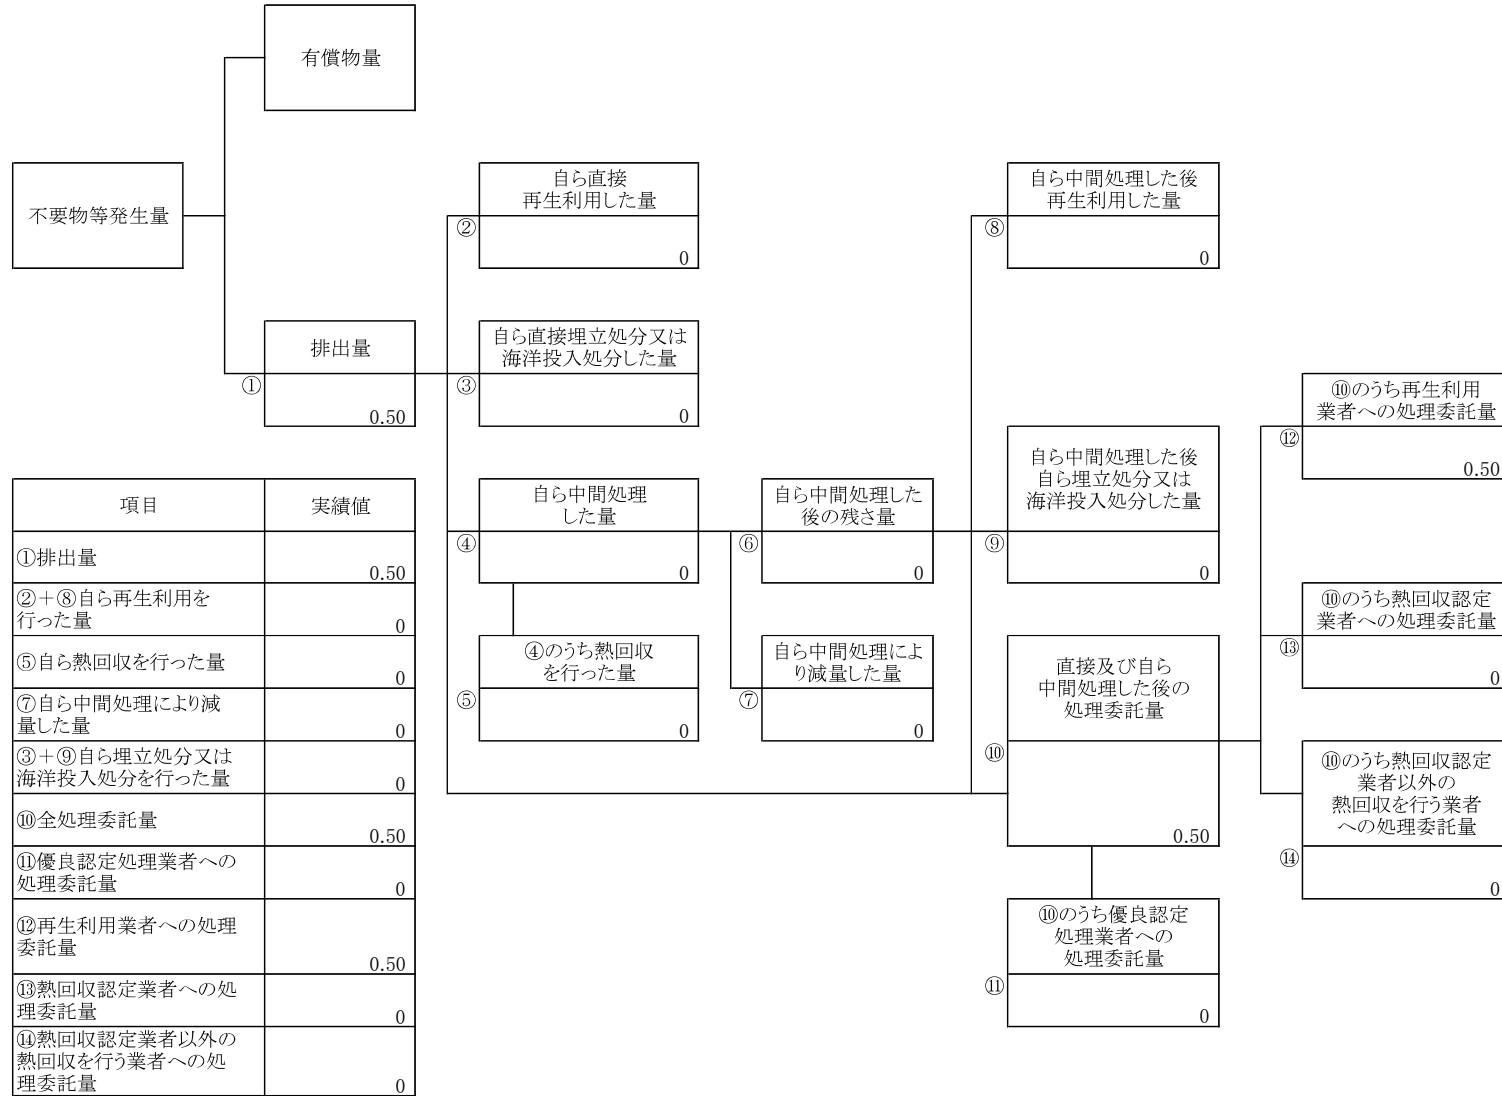 有償物量
不要物等発生量
自ら直接
再生利用した量
②
0
自ら中間処理した後
再生利用した量
⑧
0
排出量
①
0.50
自ら直接埋立処分又は
海洋投入処分した量
③
0
⑩のうち再生利用
業者への処理委託量
⑫
0.50
自ら中間処理
した量
④
0
自ら中間処理した
後の残さ量
⑥
0
自ら中間処理した後
自ら埋立処分又は
海洋投入処分した量
⑨
0
⑩のうち熱回収認定
業者への処理委託量
⑬
0
④のうち熱回収
を行った量
⑤
0
自ら中間処理によ
り減量した量
⑦
0
直接及び自ら
中間処理した後の
処理委託量
⑩
0.50
⑩のうち熱回収認定
業者以外の
熱回収を行う業者
への処理委託量
⑭
0
⑩のうち優良認定
処理業者への
処理委託量
⑪
0
項目 実績値
①排出量 0.50
②＋⑧自ら再生利用を
行った量 0
⑤自ら熱回収を行った量 0
⑦自ら中間処理により減
量した量 0
③＋⑨自ら埋立処分又は
海洋投入処分を行った量 0
⑩全処理委託量 0.50
⑪優良認定処理業者への
処理委託量 0
⑫再生利用業者への処理
委託量 0.50
⑬熱回収認定業者への処
理委託量 0
⑭熱回収認定業者以外の
熱回収を行う業者への処
理委託量 0